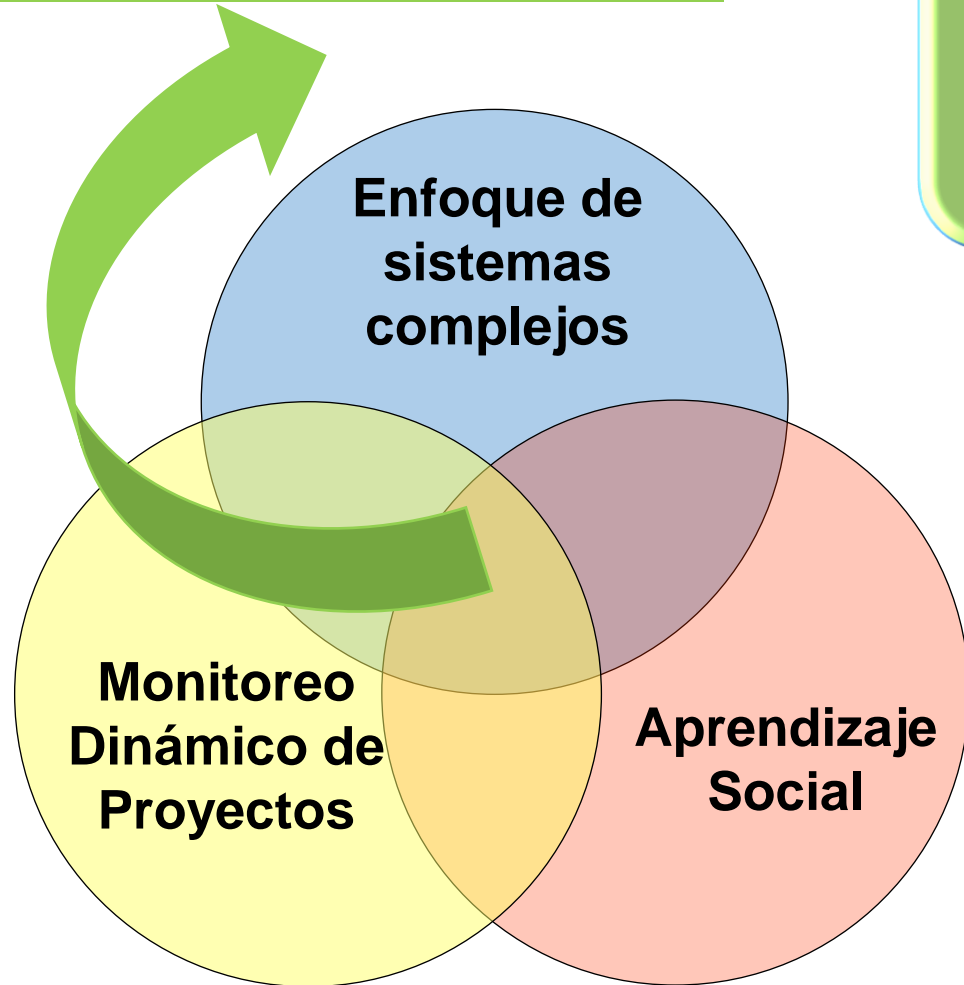 Enfoque de
sistemas
complejos
Monitoreo
Dinámico de
Proyectos
Aprendizaje
Social